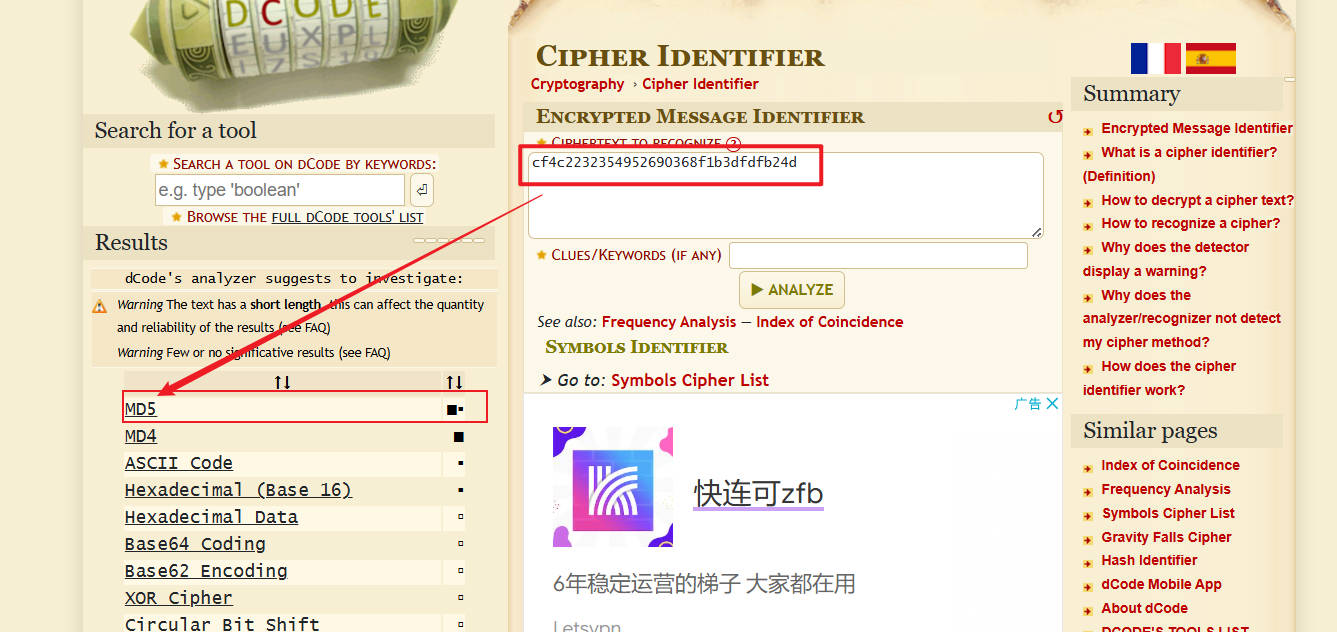 DCODE
EUXPL
Search for a tool
SEARCH A TOOL ON DCODE BY KEYWORDS:
e.g. type 'boolean'
BROWSE THE FULL DCODE TOOLS' LIST
Results
dCode's analyzer suggests to investigate:
Warning The text has a short length, this can affect the quantity
and reliability of the results (see FAQ)
Warning Few or no significative results (see FAQ)
↑↓ ↑↓
MD5
MD4
ASCII Code
Hexadecimal (Base 16)
Hexadecimal Data
Base64 Coding
Base62 Encoding
XOR Cipher
Circular Bit Shift
CIPHER IDENTIFIER
Cryptography › Cipher Identifier
ENCRYPTED MESSAGE IDENTIFIER
CIPHERTEXT TO RECOGNIZE ?
cf4c2232354952690368f1b3dfdfb24d
CLUES/KEYWORDS (IF ANY)
► ANALYZE
See also: Frequency Analysis — Index of Coincidence
SYMBOLS IDENTIFIER
➤ Go to: Symbols Cipher List
广告
快连可zfb
6年稳定运营的梯子 大家都在用
Letsvpn
Summary
Encrypted Message Identifier
What is a cipher identifier?
(Definition)
How to decrypt a cipher text?
How to recognize a cipher?
Why does the detector
display a warning?
Why does the
analyzer/recognizer not detect
my cipher method?
How does the cipher
identifier work?
Similar pages
Index of Coincidence
Frequency Analysis
Symbols Cipher List
Gravity Falls Cipher
Hash Identifier
dCode Mobile App
About dCode
DCODE'S TOOLS LIST